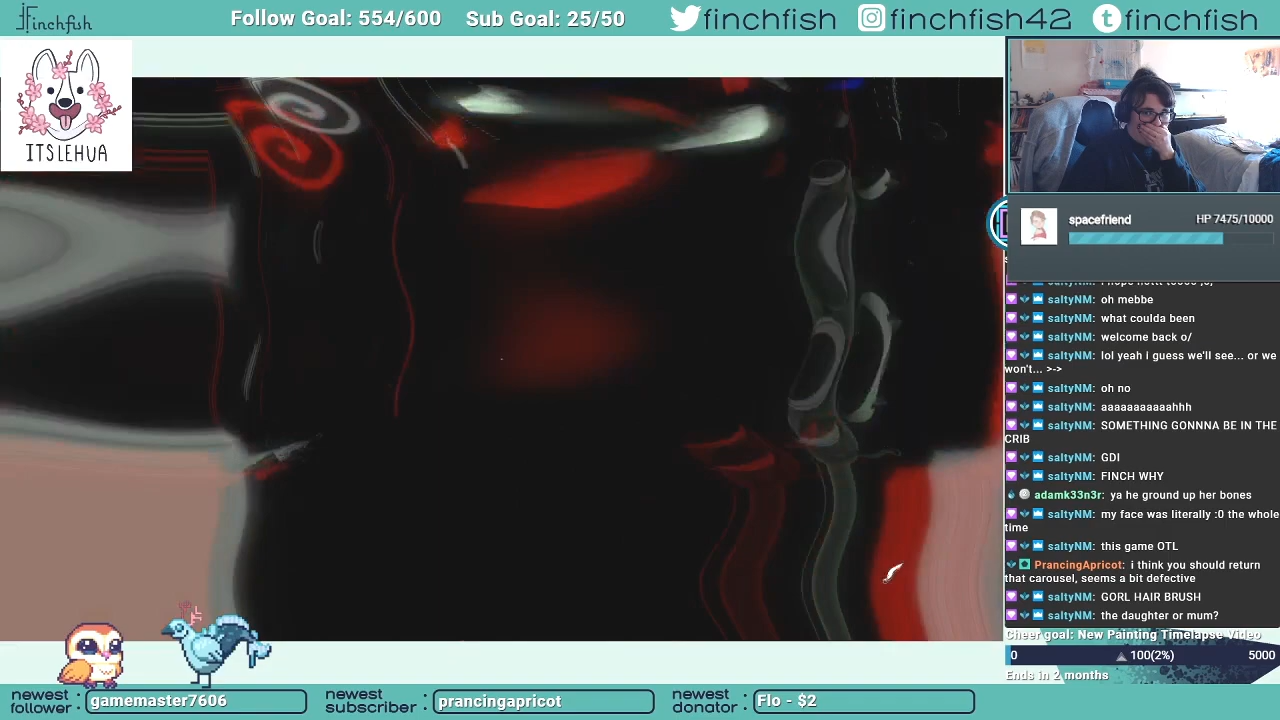 Finchfish
Follow Goal: 554/600
Sub Goal: 25/50
finchfish
finchfish42
finchfish
ITSLEHUA
spacefriend
HP 7475/10000
saltyNM: oh mebbe
saltyNM: what coulda been
saltyNM: welcome back o/
saltyNM: lol yeah i guess we'll see... or we
won't... >->
saltyNM: oh no
saltyNM: aaaaaaaaaaahhh
saltyNM: SOMETHING GONNNA BE IN THE
CRIB
saltyNM: GDI
saltyNM: FINCH WHY
adamk33n3r: ya he ground up her bones
saltyNM: my face was literally :0 the whole
time
saltyNM: this game OTL
PrancingApricot: i think you should return
that carousel, seems a bit defective
saltyNM: GORL HAIR BRUSH
saltyNM: the daughter or mum?
Cheer goal: New Painting Timelapse Video
0
100(2%)
5000
Ends in 2 months
newest
follower:
gamemaster7606
newest
subscriber:
prancingapricot
newest
donator:
Flo - $2